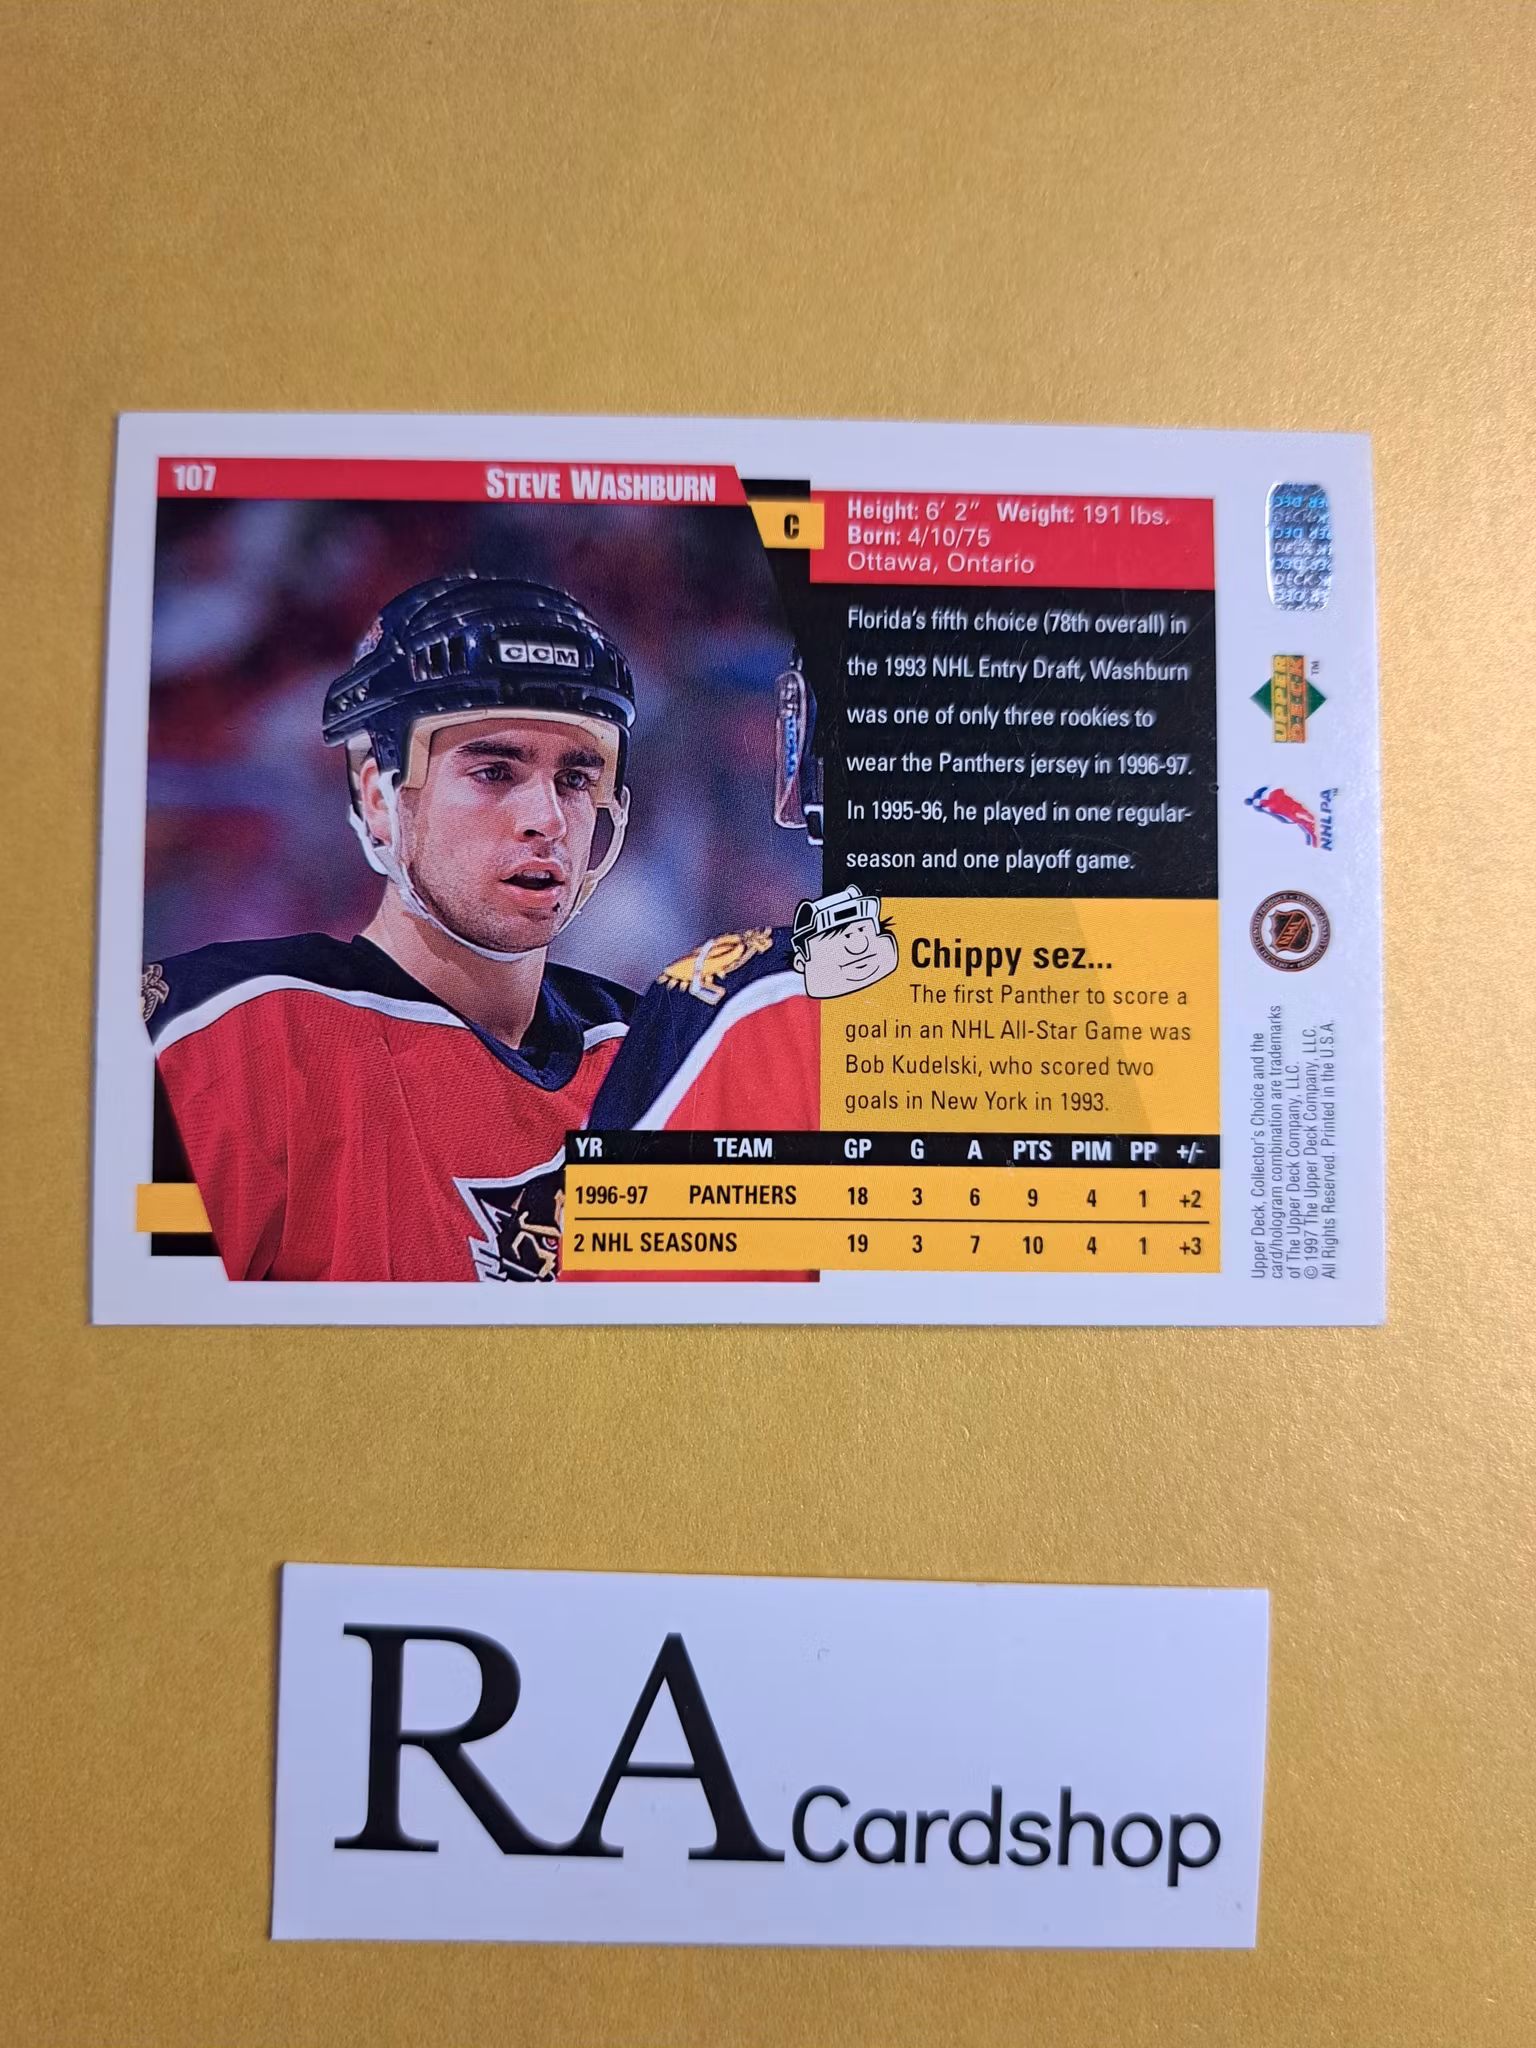 107
STEVE WASHBURN
C
Height: 6' 2" Weight: 191 lbs.
Born: 4/10/75
Ottawa, Ontario
CCM
Florida's fifth choice (78th overall) in
the 1993 NHL Entry Draft, Washburn
was one of only three rookies to
wear the Panthers jersey in 1996-97.
In 1995-96, he played in one regular-
season and one playoff game.
Chippy sez...
The first Panther to score a
goal in an NHL All-Star Game was
Bob Kudelski, who scored two
goals in New York in 1993.
YR TEAM GP G A PTS PIM PP +/-
1996-97 PANTHERS 18 3 6 9 4 1 +2
2 NHL SEASONS 19 3 7 10 4 1 +3
UPPER
DECK
TM
NHLPA
NHL
Upper Deck, Collector's Choice and the
card/hologram combination are trademarks
of The Upper Deck Company, LLC.
© 1997 The Upper Deck Company, LLC.
All Rights Reserved. Printed in the U.S.A.
RA Cardshop